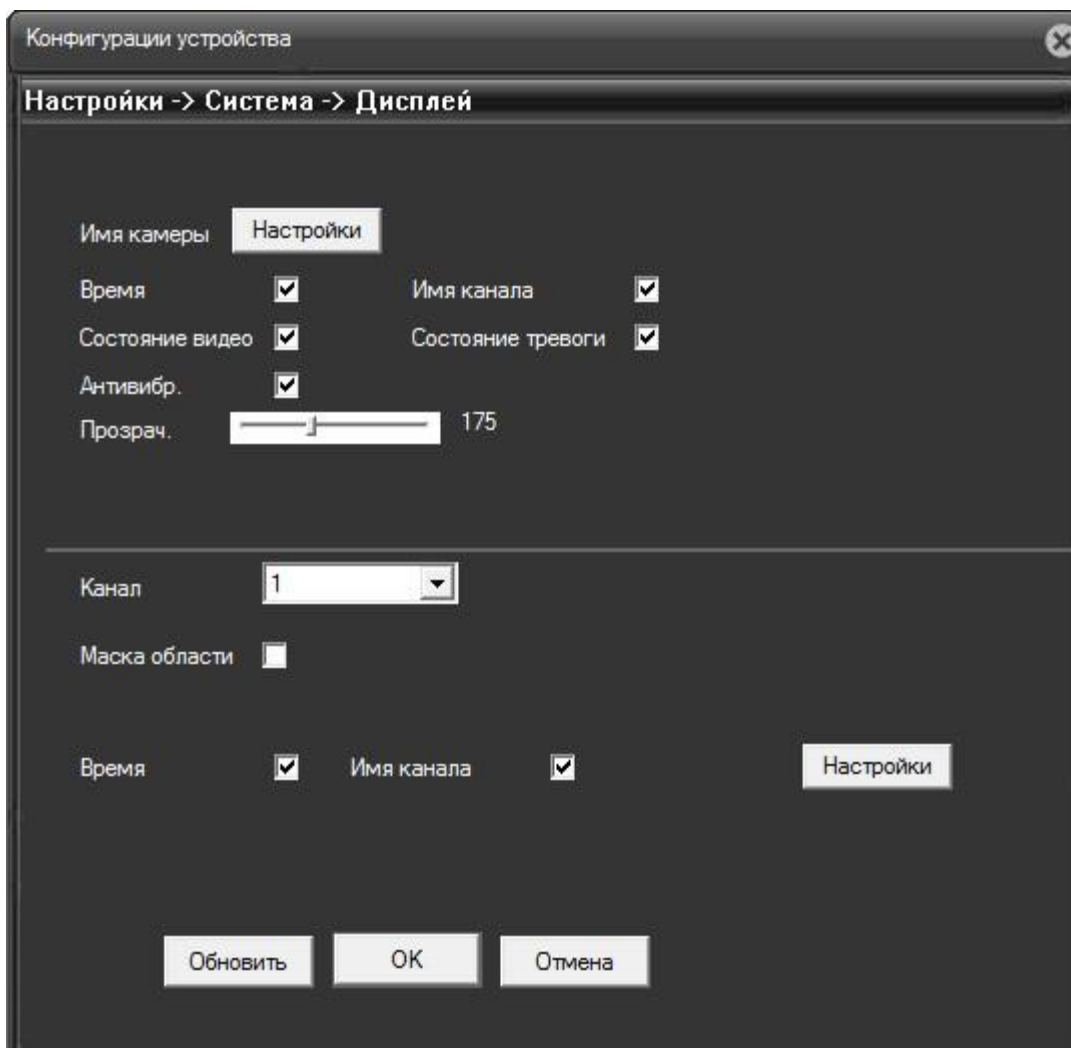 Конфигурации устройства
Настройки -> Система -> Дисплей
Имя камеры Настройки
Время Имя канала
Состояние видео Состояние тревоги
Антивибр.
Прозрач. 175
Канал 1
Маска области
Время Имя канала Настройки
Обновить OK Отмена